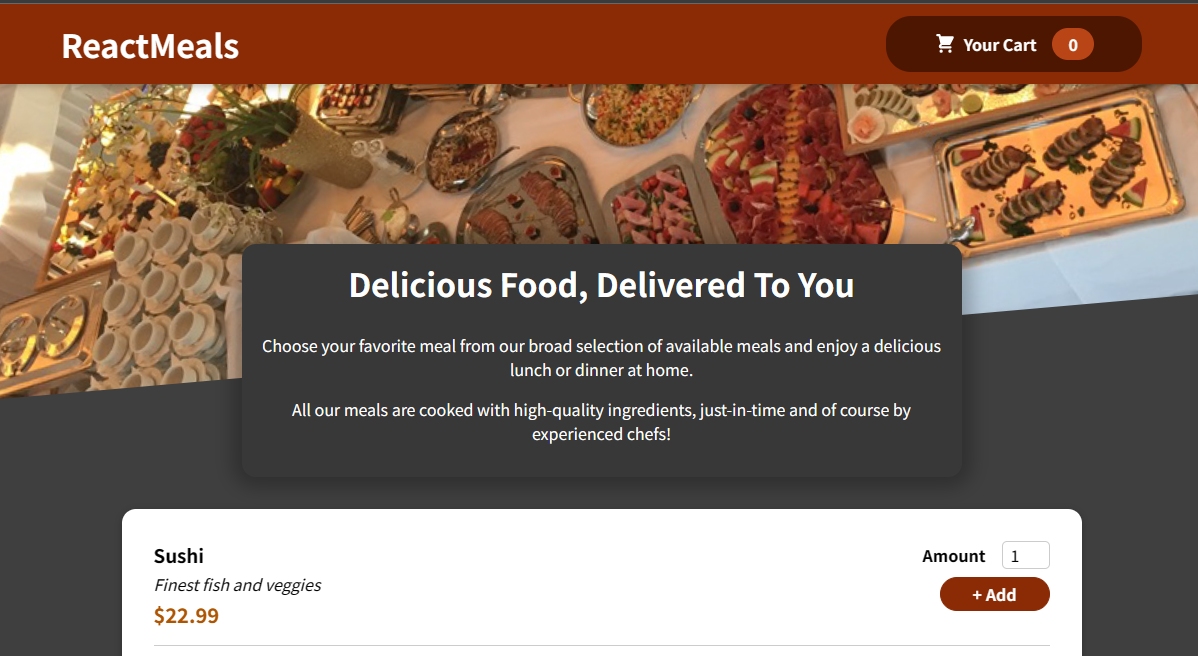 ReactMeals
Your Cart 0
Delicious Food, Delivered To You
Choose your favorite meal from our broad selection of available meals and enjoy a delicious
lunch or dinner at home.
All our meals are cooked with high-quality ingredients, just-in-time and of course by
experienced chefs!
Sushi
Finest fish and veggies
$22.99
Amount 1
+ Add